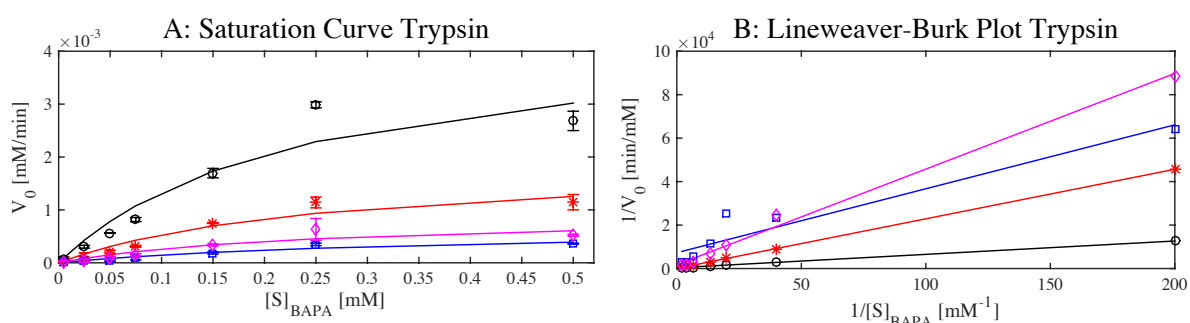 A: Saturation Curve Trypsin
×10⁻³
4
3
2
1
0
V₀ [mM/min]
0 0.05 0.1 0.15 0.2 0.25 0.3 0.35 0.4 0.45 0.5
[S]BAPA [mM]
B: Lineweaver-Burk Plot Trypsin
×10⁴
10
8
6
4
2
0
1/V₀ [min/mM]
0 50 100 150 200
1/[S]BAPA [mM⁻¹]